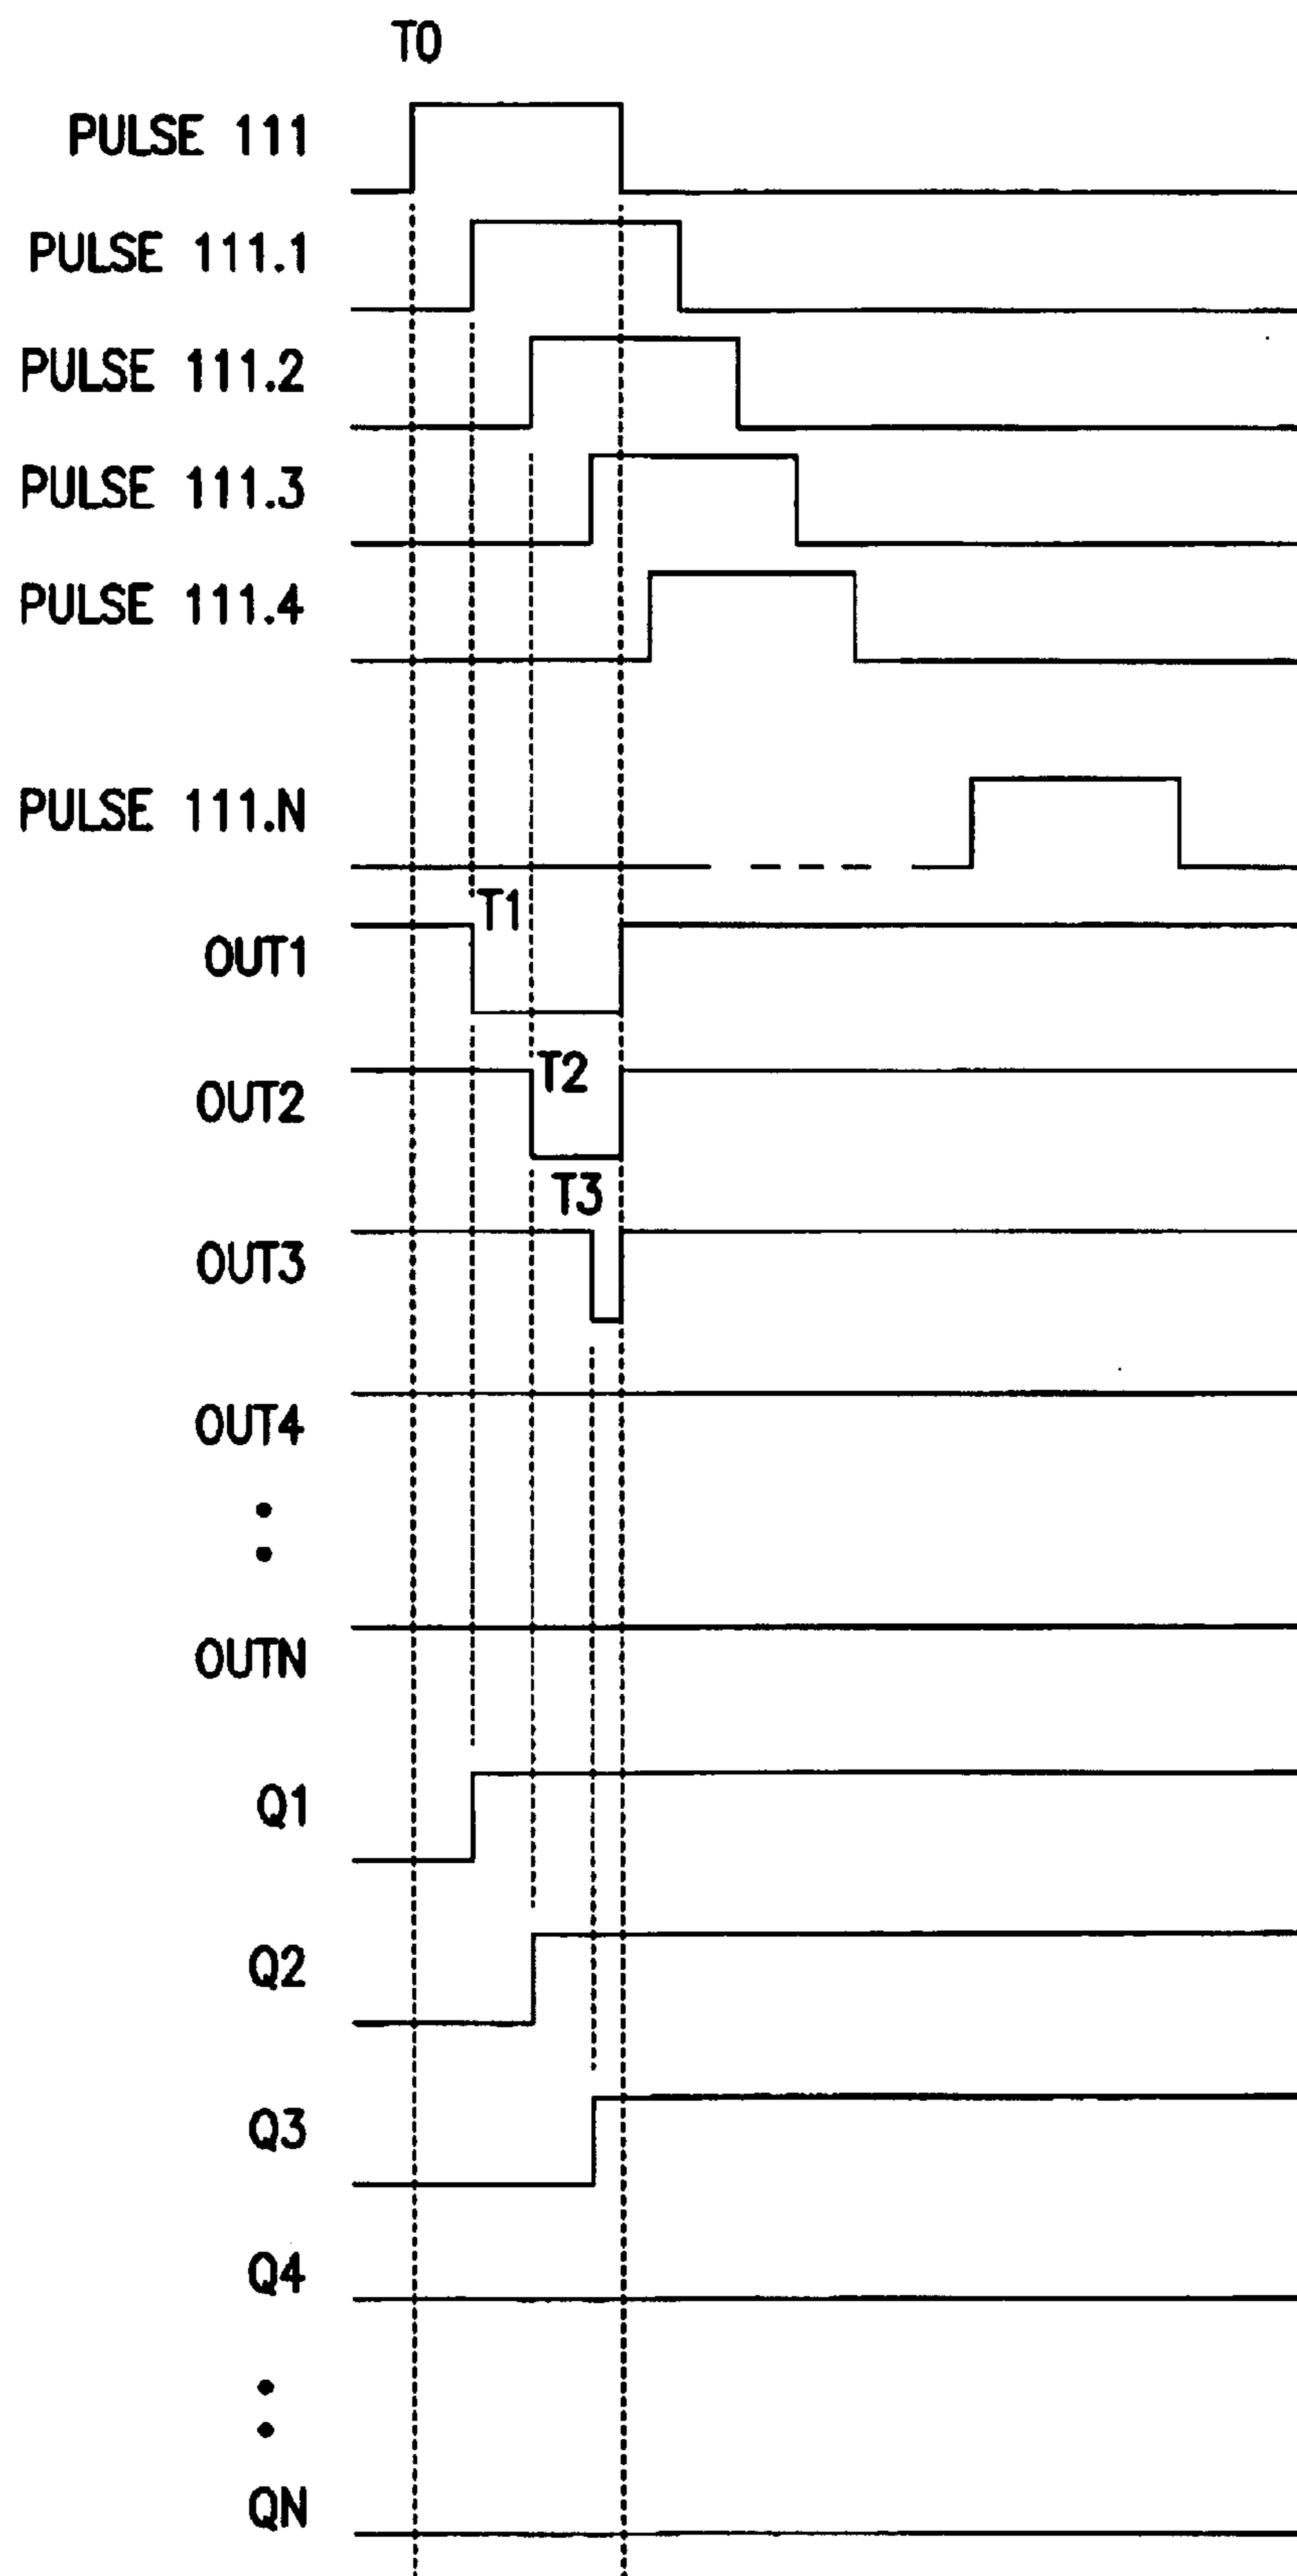 T0
PULSE 111
PULSE 111.1
PULSE 111.2
PULSE 111.3
PULSE 111.4
PULSE 111.N
T1
OUT1
T2
OUT2
T3
OUT3
OUT4
OUTN
Q1
Q2
Q3
Q4
QN